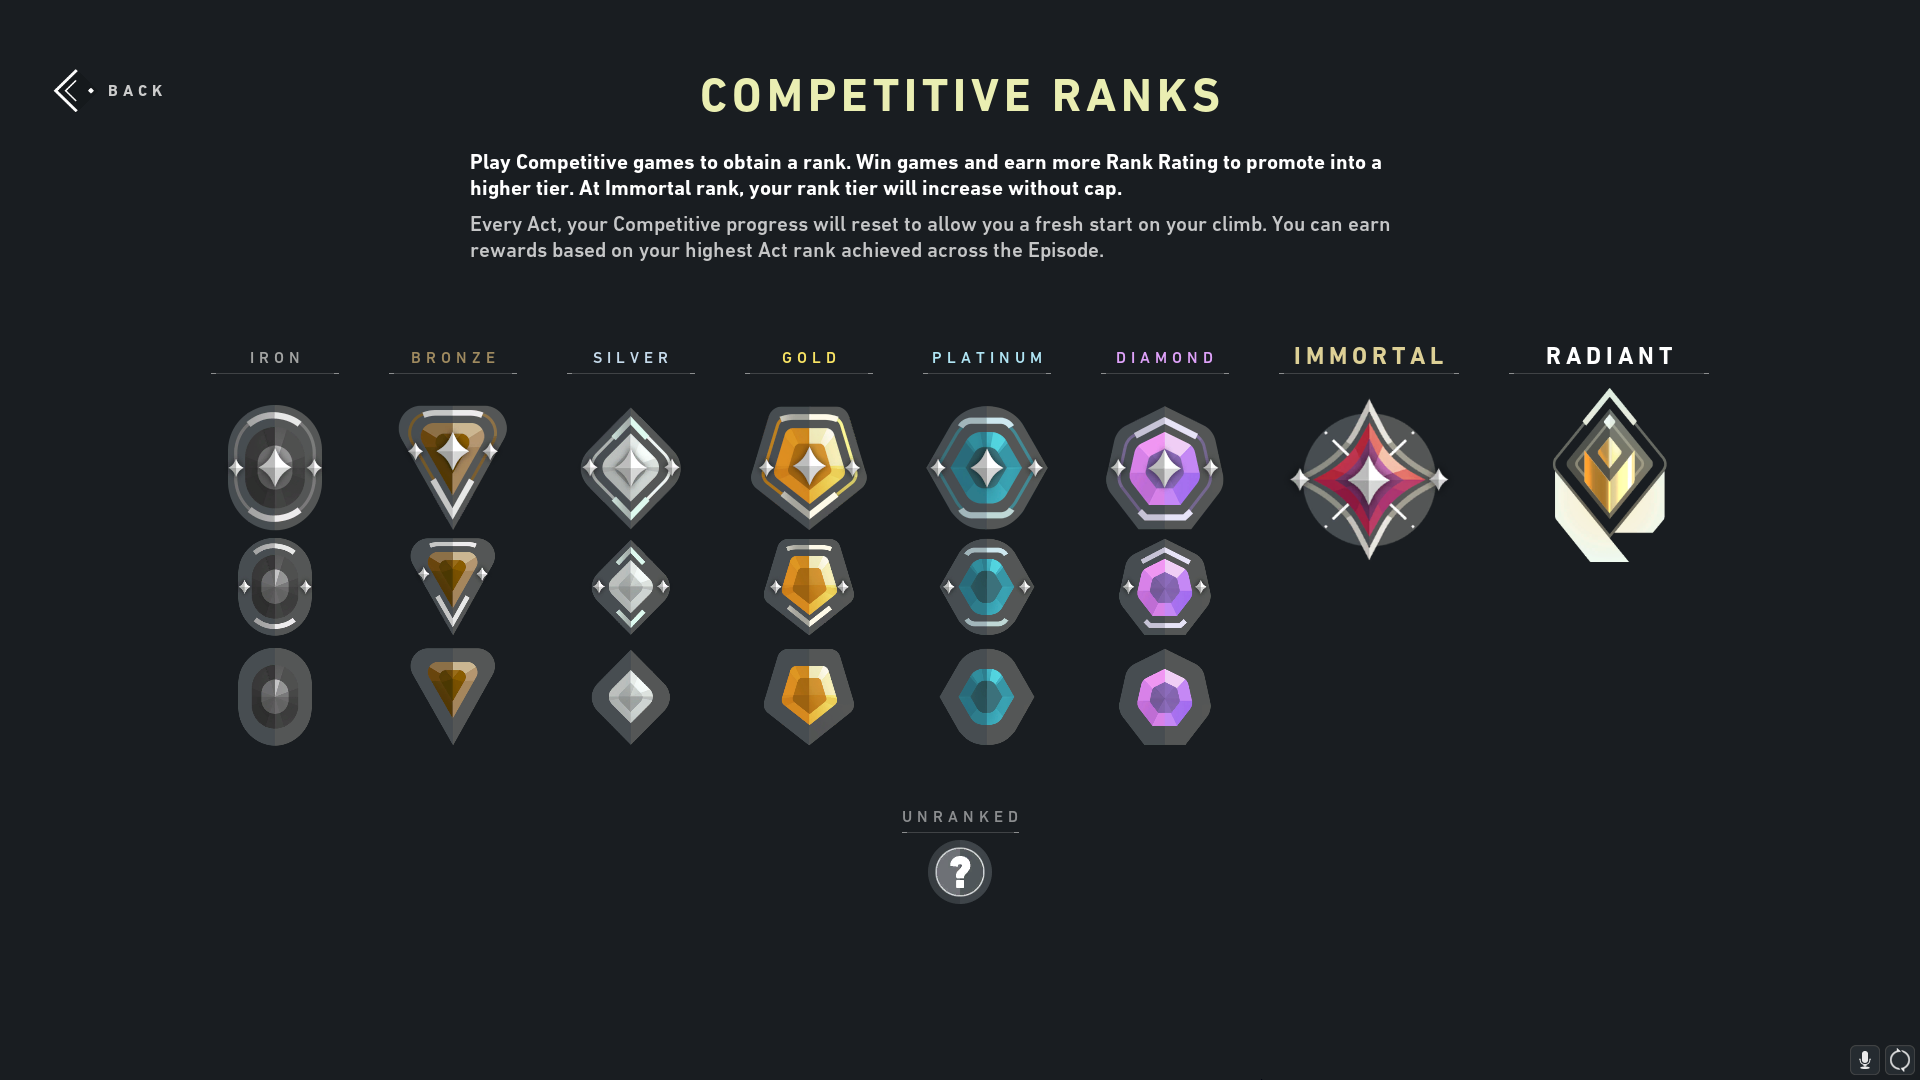 BACK
COMPETITIVE RANKS
Play Competitive games to obtain a rank. Win games and earn more Rank Rating to promote into a
higher tier. At Immortal rank, your rank tier will increase without cap.
Every Act, your Competitive progress will reset to allow you a fresh start on your climb. You can earn
rewards based on your highest Act rank achieved across the Episode.
IRON
BRONZE
SILVER
GOLD
PLATINUM
DIAMOND
IMMORTAL
RADIANT
UNRANKED
?